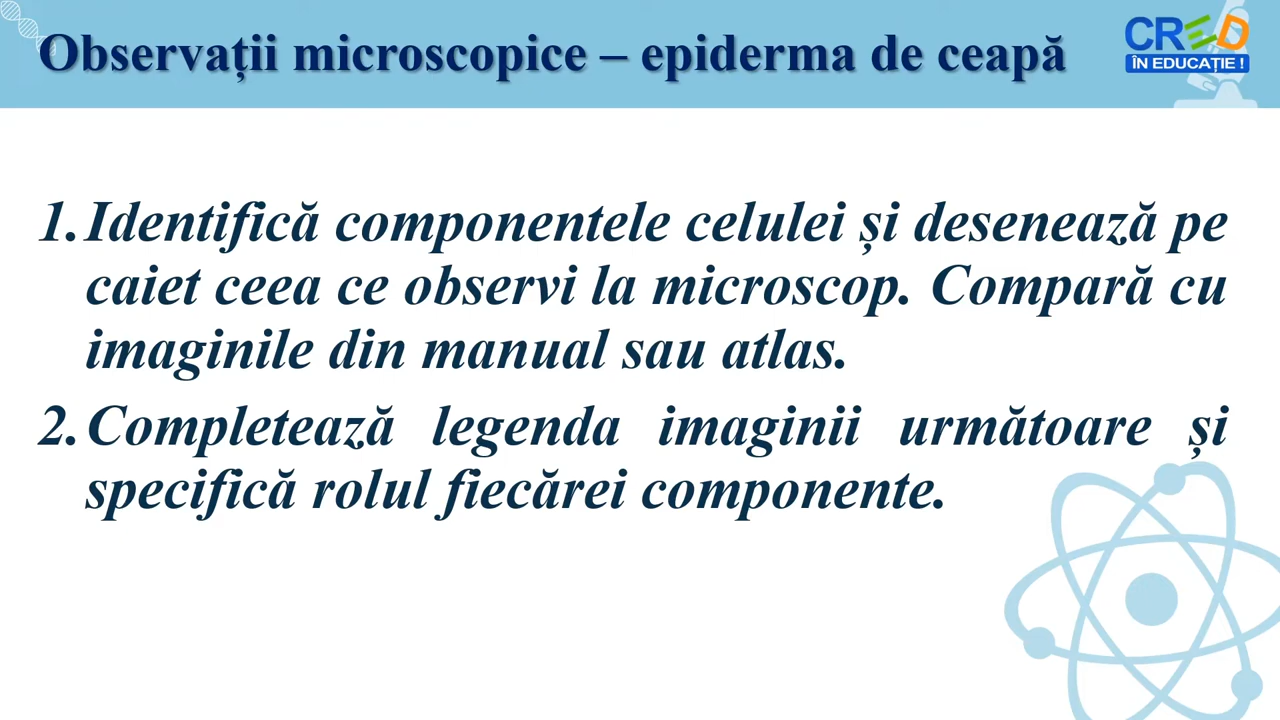 Observații microscopice – epiderma de ceapă
CRED
ÎN EDUCAȚIE !
1. Identifică componentele celulei și desenează pe
caiet ceea ce observi la microscop. Compară cu
imaginile din manual sau atlas.
2. Completează legenda imaginii următoare și
specifică rolul fiecărei componente.